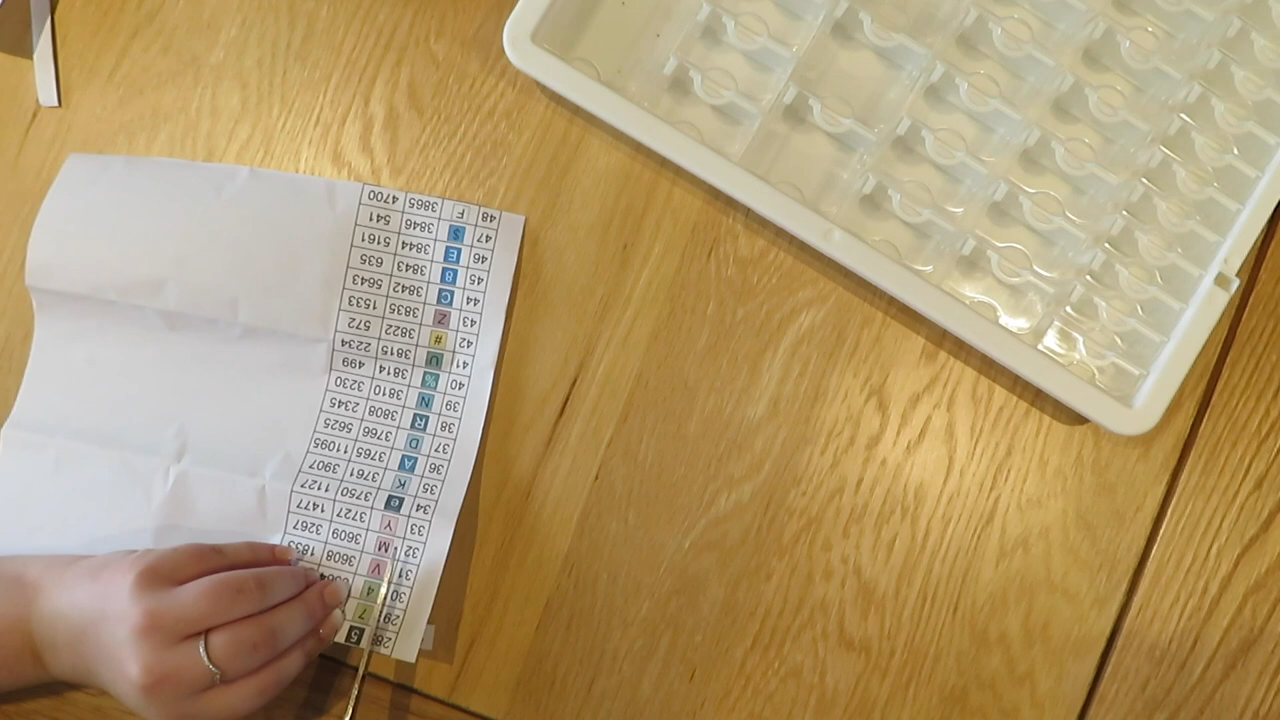 28 5
29 7
30 4
31 V 3608 1833
32 M 3609 3267
33 Y 3727 1477
34 e 3750 1127
35 K 3761 3907
36 A 3765 11095
37 D 3766 5625
38 R 3808 2345
39 N 3810 3230
40 % 3814 499
41 U 3815 2234
42 # 3822 572
43 Z 3835 1533
44 C 3842 5643
45 8 3843 635
46 E 3844 5161
47 S 3846 541
48 F 3865 4700